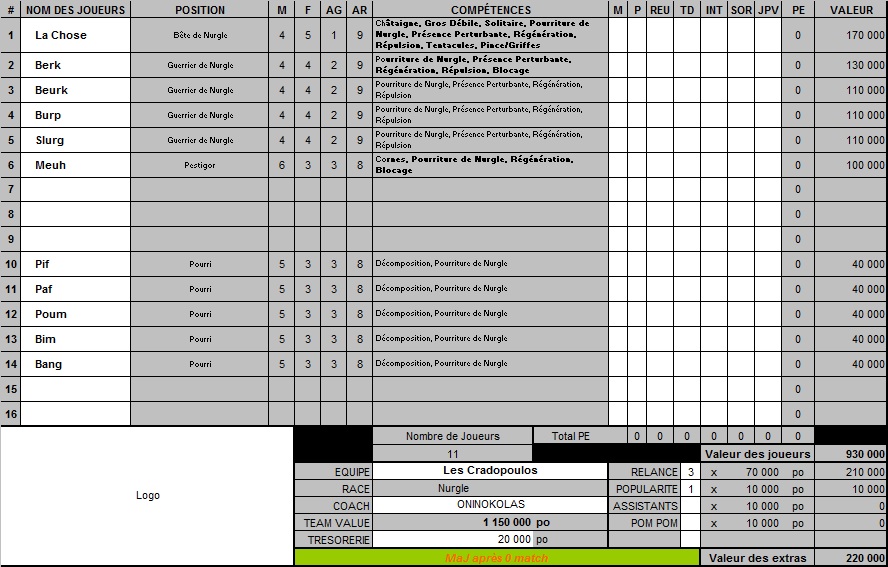 # NOM DES JOUEURS POSITION M F AG AR COMPÉTENCES M P REU TD INT SOR JPV PE VALEUR
1 La Chose Bête de Nurgle 4 5 1 9 Châtaigne, Gros Débile, Solitaire, Pourriture de
Nurgle, Présence Perturbante, Régénération,
Répulsion, Tentacules, Pince/Griffes 0 170 000
2 Berk Guerrier de Nurgle 4 4 2 9 Pourriture de Nurgle, Présence Perturbante,
Régénération, Répulsion, Blocage 0 130 000
3 Beurk Guerrier de Nurgle 4 4 2 9 Pourriture de Nurgle, Présence Perturbante, Régénération,
Répulsion 0 110 000
4 Burp Guerrier de Nurgle 4 4 2 9 Pourriture de Nurgle, Présence Perturbante, Régénération,
Répulsion 0 110 000
5 Slurg Guerrier de Nurgle 4 4 2 9 Pourriture de Nurgle, Présence Perturbante, Régénération,
Répulsion 0 110 000
6 Meuh Pestigor 6 3 3 8 Cornes, Pourriture de Nurgle, Régénération,
Blocage 0 100 000
7 0
8 0
9 0
10 Pif Pourri 5 3 3 8 Décomposition, Pourriture de Nurgle 0 40 000
11 Paf Pourri 5 3 3 8 Décomposition, Pourriture de Nurgle 0 40 000
12 Poum Pourri 5 3 3 8 Décomposition, Pourriture de Nurgle 0 40 000
13 Bim Pourri 5 3 3 8 Décomposition, Pourriture de Nurgle 0 40 000
14 Bang Pourri 5 3 3 8 Décomposition, Pourriture de Nurgle 0 40 000
15 0
16 0
Nombre de Joueurs Total PE 0 0 0 0 0 0 0
11 Valeur des joueurs 930 000
Logo
EQUIPE Les Cradopoulos RELANCE 3 x 70 000 po 210 000
RACE Nurgle POPULARITE 1 x 10 000 po 10 000
COACH ONINOKOLAS ASSISTANTS x 10 000 po 0
TEAM VALUE 1 150 000 po POM POM x 10 000 po 0
TRESORERIE 20 000 po
MaJ après 0 match Valeur des extras 220 000